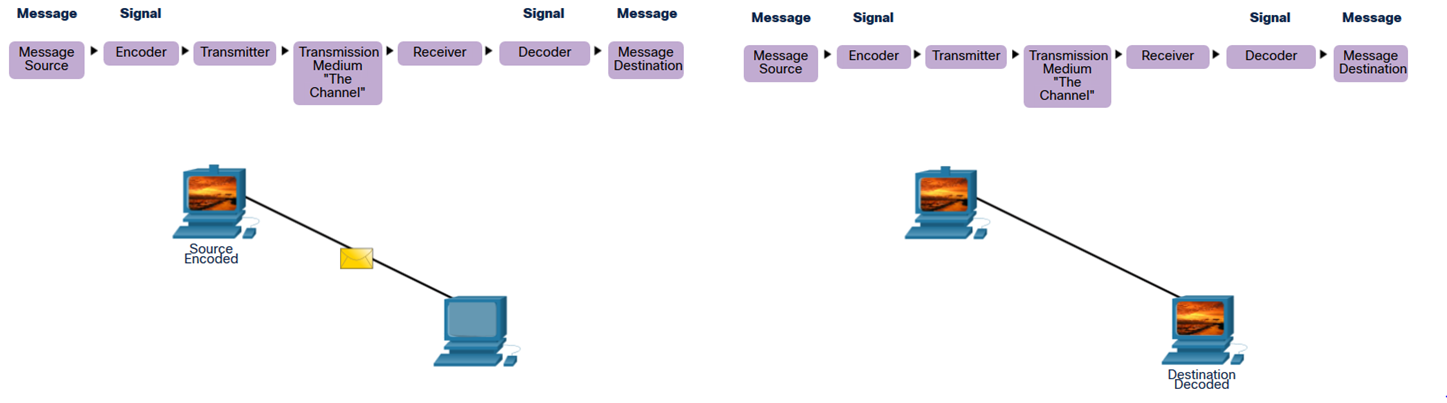 Message Signal Signal Message
Message Source
Encoder
Transmitter
Transmission Medium "The Channel"
Receiver
Decoder
Message Destination
Source
Encoded
Message Signal Signal Message
Message Source
Encoder
Transmitter
Transmission Medium "The Channel"
Receiver
Decoder
Message Destination
Destination
Decoded